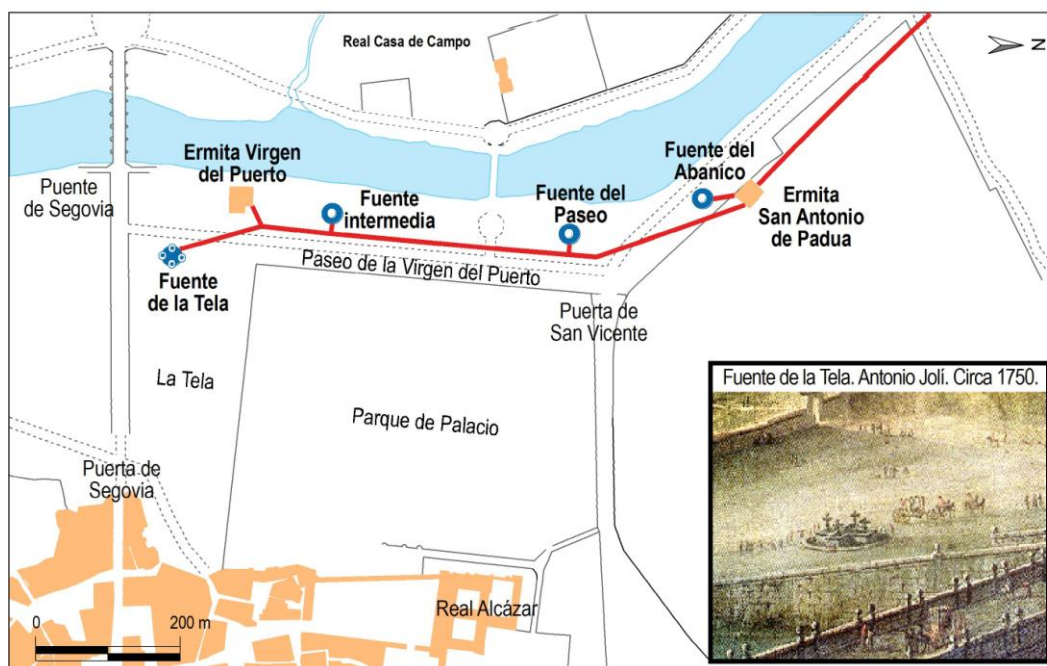 Real Casa de Campo
N
Ermita Virgen
del Puerto
Fuente del
Abanico
Puente
de Segovia
Fuente
intermedia
Fuente del
Paseo
Ermita
San Antonio
de Padua
Paseo de la Virgen del Puerto
Fuente
de la Tela
Puerta de
San Vicente
La Tela
Fuente de la Tela. Antonio Jolí. Circa 1750.
Parque de Palacio
Puerta de
Segovia
Real Alcázar
0
200 m